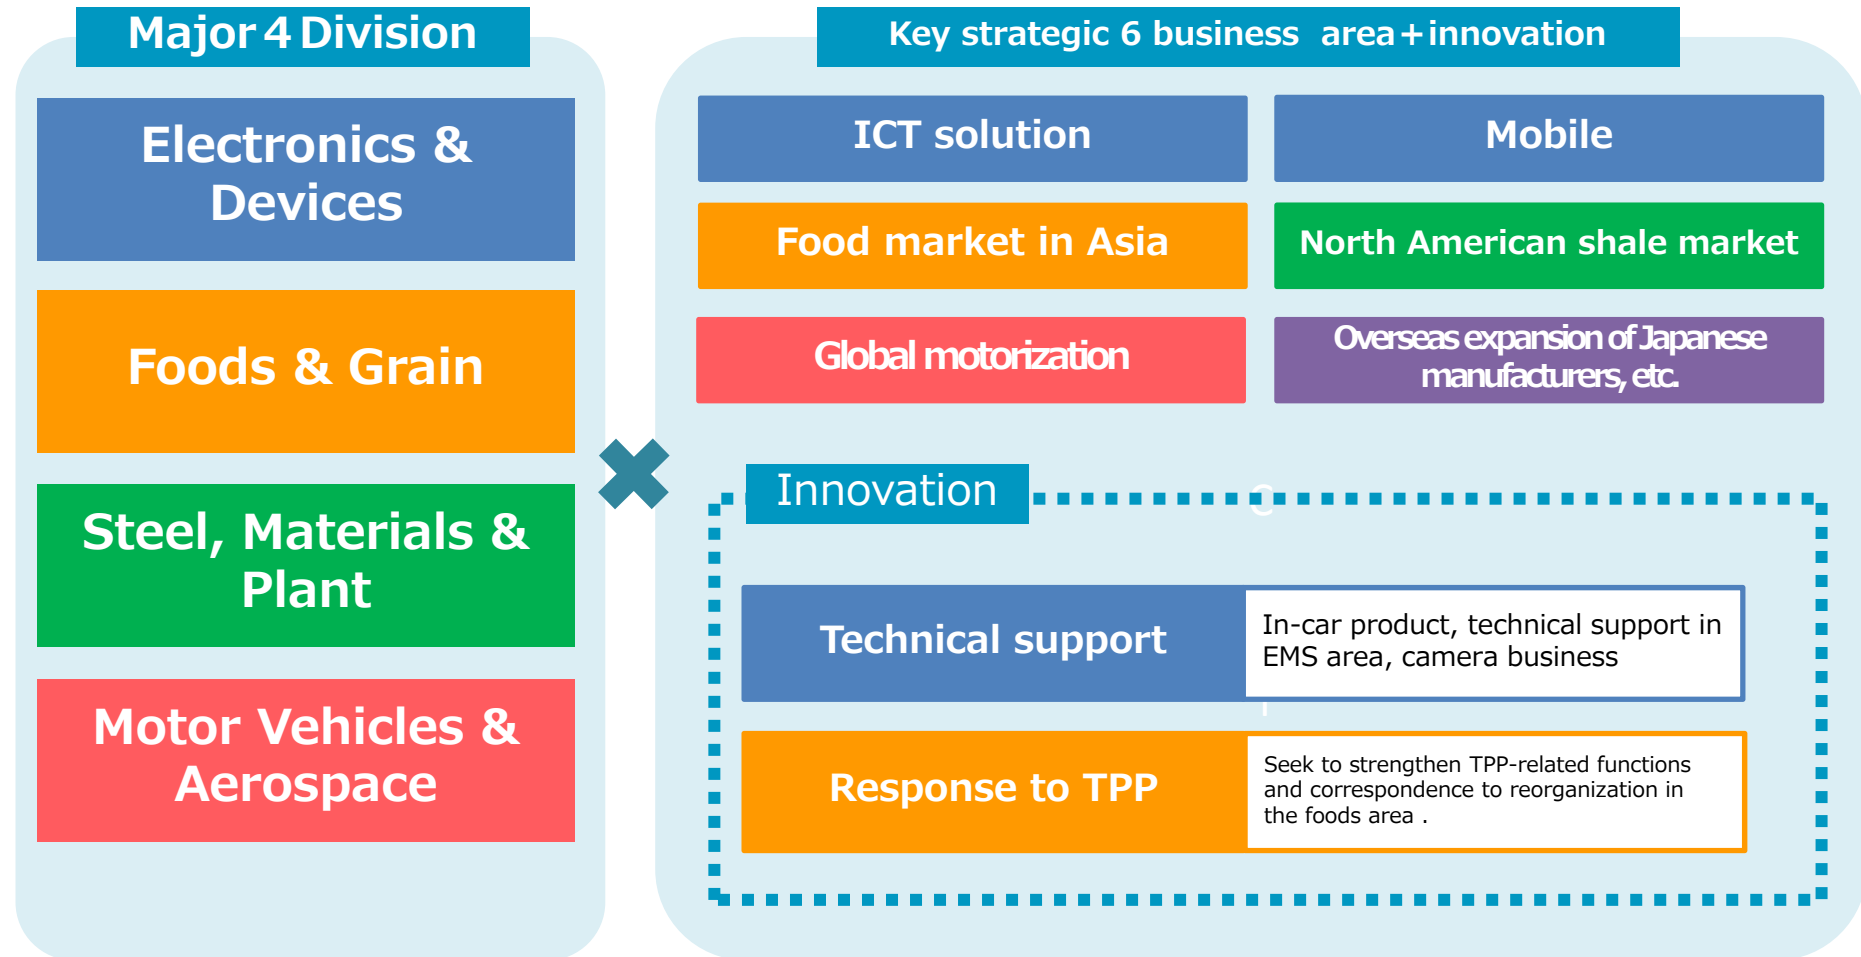 Major 4 Division
Electronics &
Devices
Foods & Grain
Steel, Materials &
Plant
Motor Vehicles &
Aerospace
Key strategic 6 business area+innovation
ICT solution
Mobile
Food market in Asia
North American shale market
Global motorization
Overseas expansion of Japanese
manufacturers, etc.
Innovation
Technical support
In-car product, technical support in
EMS area, camera business
Response to TPP
Seek to strengthen TPP-related functions
and correspondence to reorganization in
the foods area .